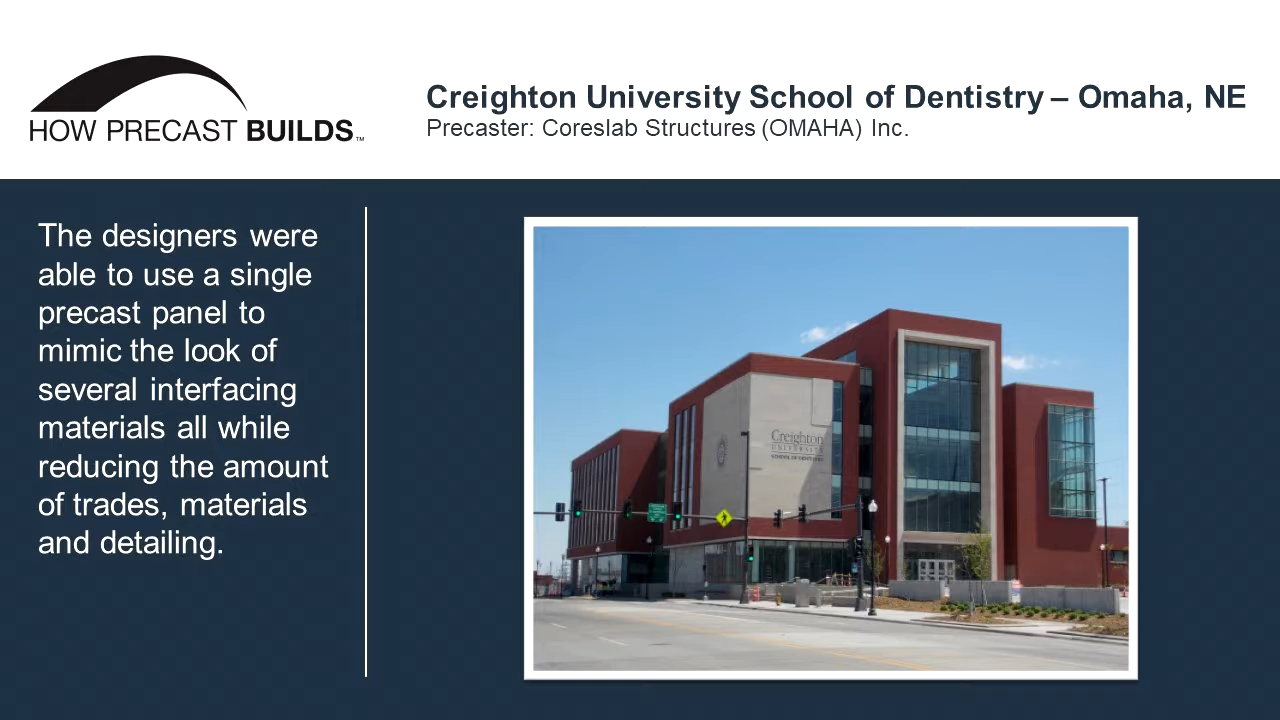 HOW PRECAST BUILDS™
Creighton University School of Dentistry – Omaha, NE
Precaster: Coreslab Structures (OMAHA) Inc.
The designers were
able to use a single
precast panel to
mimic the look of
several interfacing
materials all while
reducing the amount
of trades, materials
and detailing.
Creighton
UNIVERSITY
SCHOOL OF DENTISTRY